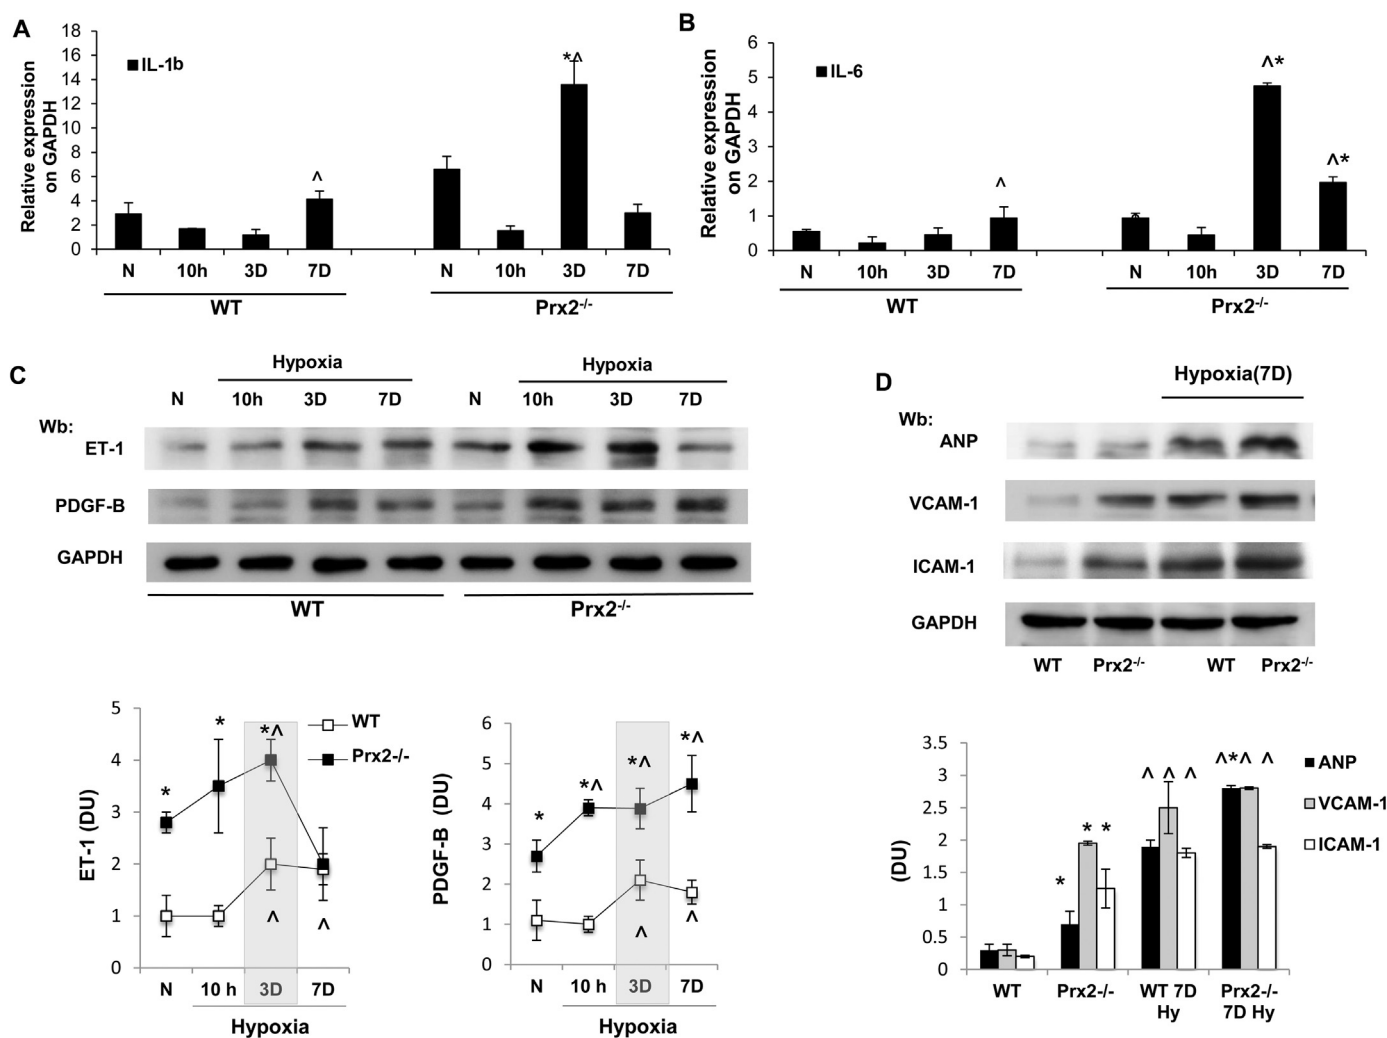 A
18
16
14
12
10
8
6
4
2
0
Relative expression
on GAPDH
IL-1b
^
*^
N 10h 3D 7D N 10h 3D 7D
WT Prx2-/-
B
6
5
4
3
2
1
0
Relative expression
on GAPDH
IL-6
^
^*
^*
N 10h 3D 7D N 10h 3D 7D
WT Prx2-/-
C
Hypoxia Hypoxia
N 10h 3D 7D N 10h 3D 7D
Wb:
ET-1
PDGF-B
GAPDH
WT Prx2-/-
5
4
3
2
1
0
ET-1 (DU)
* * *^
^ ^
WT
Prx2-/-
N 10 h 3D 7D
Hypoxia
6
5
4
3
2
1
0
PDGF-B (DU)
* *^ *^ *^
^ ^
N 10 h 3D 7D
Hypoxia
D
Hypoxia(7D)
Wb:
ANP
VCAM-1
ICAM-1
GAPDH
WT Prx2-/- WT Prx2-/-
3.5
3
2.5
2
1.5
1
0.5
0
(DU)
* * *
^ ^ ^
^*^ ^
ANP
VCAM-1
ICAM-1
WT Prx2-/- WT 7D Prx2-/-
Hy 7D Hy